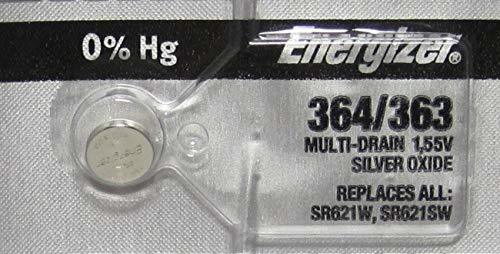 0% Hg
Energizer®
364/363
MULTI-DRAIN 1,55V
SILVER OXIDE
REPLACES ALL:
SR621W, SR621SW